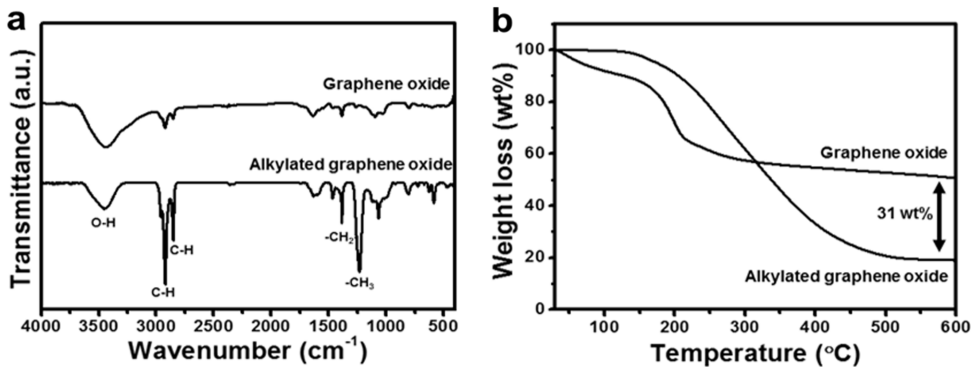 a
Transmittance (a.u.)
Graphene oxide
Alkylated graphene oxide
O-H
C-H
C-H
-CH₂
-CH₃
4000 3500 3000 2500 2000 1500 1000 500
Wavenumber (cm⁻¹)
b
Weight loss (wt%)
100
80
60
40
20
0
Graphene oxide
31 wt%
Alkylated graphene oxide
100 200 300 400 500 600
Temperature (°C)